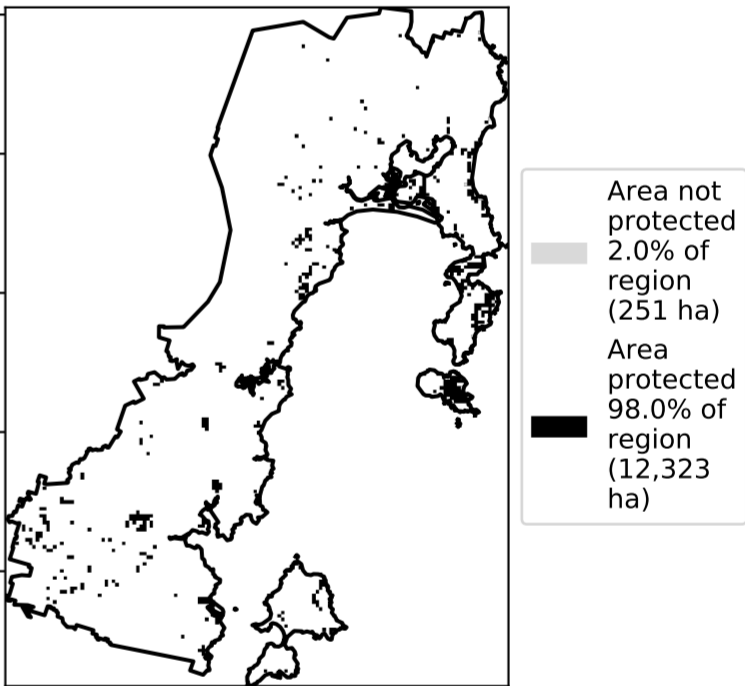 Area not
protected
2.0% of
region
(251 ha)
Area
protected
98.0% of
region
(12,323
ha)